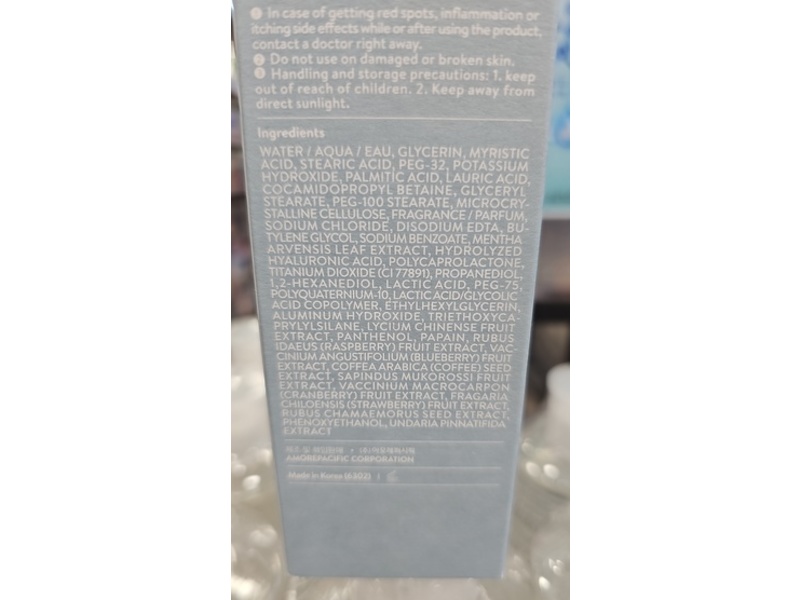 ❶ In case of getting red spots, inflammation or
itching side effects while or after using the product,
contact a doctor right away.
❷ Do not use on damaged or broken skin.
❸ Handling and storage precautions: 1. keep
out of reach of children. 2. Keep away from
direct sunlight.
Ingredients
WATER / AQUA / EAU, GLYCERIN, MYRISTIC
ACID, STEARIC ACID, PEG-32, POTASSIUM
HYDROXIDE, PALMITIC ACID, LAURIC ACID,
COCAMIDOPROPYL BETAINE, GLYCERYL
STEARATE, PEG-100 STEARATE, MICROCRY-
STALLINE CELLULOSE, FRAGRANCE / PARFUM,
SODIUM CHLORIDE, DISODIUM EDTA, BU-
TYLENE GLYCOL, SODIUM BENZOATE, MENTHA
ARVENSIS LEAF EXTRACT, HYDROLYZED
HYALURONIC ACID, POLYCAPROLACTONE,
TITANIUM DIOXIDE (CI 77891), PROPANEDIOL,
1,2-HEXANEDIOL, LACTIC ACID, PEG-75,
POLYQUATERNIUM-10, LACTIC ACID/GLYCOLIC
ACID COPOLYMER, ETHYLHEXYLGLYCERIN,
ALUMINUM HYDROXIDE, TRIETHOXYCA-
PRYLYLSILANE, LYCIUM CHINENSE FRUIT
EXTRACT, PANTHENOL, PAPAIN, RUBUS
IDAEUS (RASPBERRY) FRUIT EXTRACT, VAC-
CINIUM ANGUSTIFOLIUM (BLUEBERRY) FRUIT
EXTRACT, COFFEA ARABICA (COFFEE) SEED
EXTRACT, SAPINDUS MUKOROSSI FRUIT
EXTRACT, VACCINIUM MACROCARPON
(CRANBERRY) FRUIT EXTRACT, FRAGARIA
CHILOENSIS (STRAWBERRY) FRUIT EXTRACT,
RUBUS CHAMAEMORUS SEED EXTRACT,
PHENOXYETHANOL, UNDARIA PINNATIFIDA
EXTRACT
AMOREPACIFIC CORPORATION
Made in Korea (6302) |